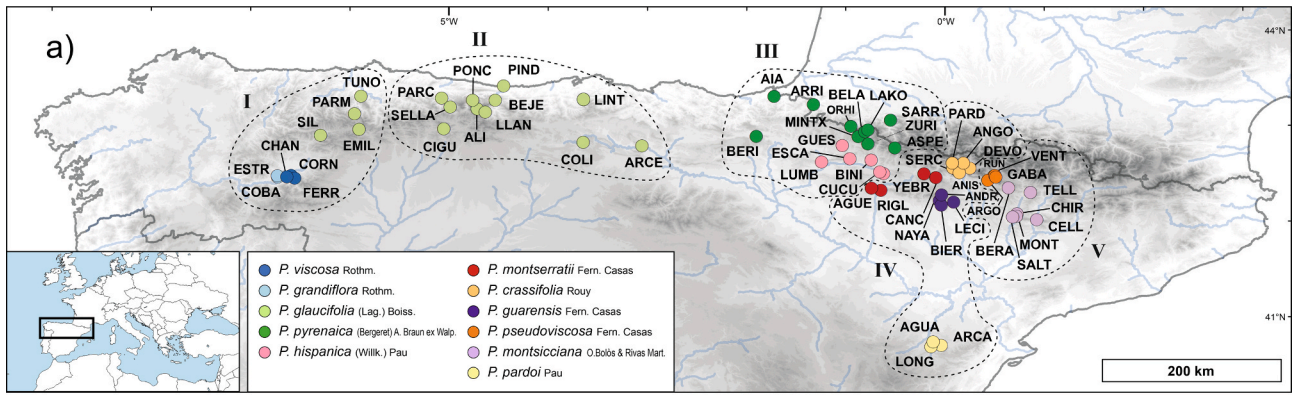 a)
5°W
0°W
44°N
41°N
I
II
III
IV
V
TUNO
PARM
SIL
CHAN
EMIL
ESTR
CORN
COBA
FERR
PONC
PIND
PARC
SELLA
BEJE
LLAN
ALI
CIGU
LINT
COLI
ARCE
AIA
ARRI
BELA
LAKO
ORHI
SARR
MINTX
ZURI
GUES
ASPE
BERI
ESCA
SERC
LUMB
BINI
CUCU
YEBR
AGUE
RIGL
CANC
NAYA
PARD
ANGO
DEVO
RUN
VENT
GABA
ANIS
ANDR
TELL
ARGO
CHIR
LECI
CELL
BIER
BERA
MONT
SALT
AGUA
ARCA
LONG
P. viscosa Rothm.
P. grandiflora Rothm.
P. glaucifolia (Lag.) Boiss.
P. pyrenaica (Bergeret) A. Braun ex Walp.
P. hispanica (Willk.) Pau
P. montserratii Fern. Casas
P. crassifolia Rouy
P. guarensis Fern. Casas
P. pseudoviscosa Fern. Casas
P. montsicciana O.Bolòs & Rivas Mart.
P. pardoi Pau
200 km